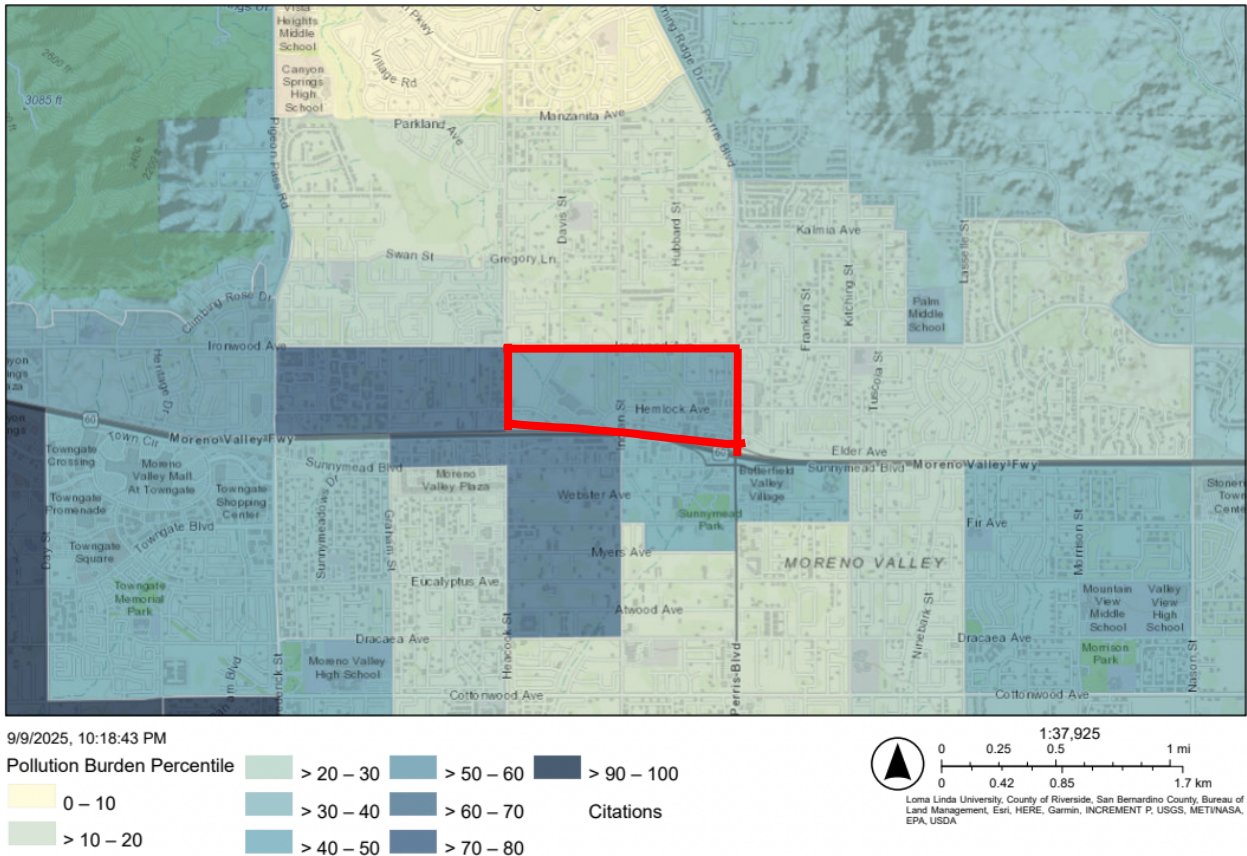 Vista
Heights
Middle
School
Pkwy
Village Rd
Canyon
Springs
High
School
3085 ft
Parkland Ave
Manzanita Ave
Perris Blvd
Pigeon Pass Rd
Davis St
Hubbard St
Kalmia Ave
Lasselle St
Swan St
Gregory Ln
Franklin St
Kitching St
Palm
Middle
School
Climbing Rose Dr
Ironwood Ave
Heritage Dr
Tuscola St
Hemlock Ave
60
Town Cir
Moreno Valley Fwy
Elder Ave
60
Towngate
Crossing
Moreno
Valley Mall
At Towngate
Sunnymead Blvd
Moreno
Valley Plaza
Butterfield
Valley
Village
Sunnymead Blvd
Moreno Valley Fwy
Towngate
Promenade
Towngate
Shopping
Center
Sunnymeadows Dr
Graham St
Webster Ave
Sunnymead
Park
Fir Ave
Morrison St
Day St
Towngate Blvd
Towngate
Square
Myers Ave
MORENO VALLEY
Towngate
Memorial
Park
Eucalyptus Ave
Atwood Ave
Mountain
View
Middle
School
Valley
View
High
School
Heacock St
Ninebark St
Dracaea Ave
Dracaea Ave
Moreno Valley
High School
Morrison
Park
Nason St
Perris Blvd
Cottonwood Ave
Cottonwood Ave
9/9/2025, 10:18:43 PM
Pollution Burden Percentile
0 – 10
> 10 – 20
> 20 – 30
> 30 – 40
> 40 – 50
> 50 – 60
> 60 – 70
> 70 – 80
> 90 – 100
Citations
1:37,925
0 0.25 0.5 1 mi
0 0.42 0.85 1.7 km
Loma Linda University, County of Riverside, San Bernardino County, Bureau of
Land Management, Esri, HERE, Garmin, INCREMENT P, USGS, METI/NASA,
EPA, USDA